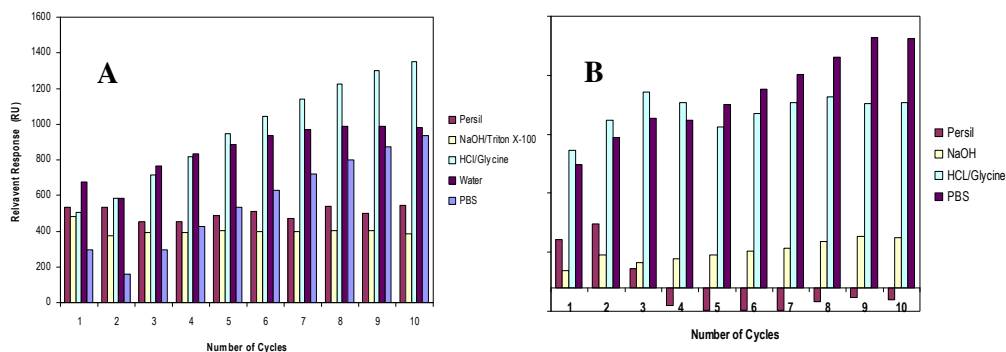 1600
1400
1200
1000
800
600
400
200
0
Relvavent Response (RU)
A
1 2 3 4 5 6 7 8 9 10
Number of Cycles
Persil
NaOH/Triton X-100
HCl/Glycine
Water
PBS
B
1 2 3 4 5 6 7 8 9 10
Number of Cycles
Persil
NaOH
HCL/Glycine
PBS